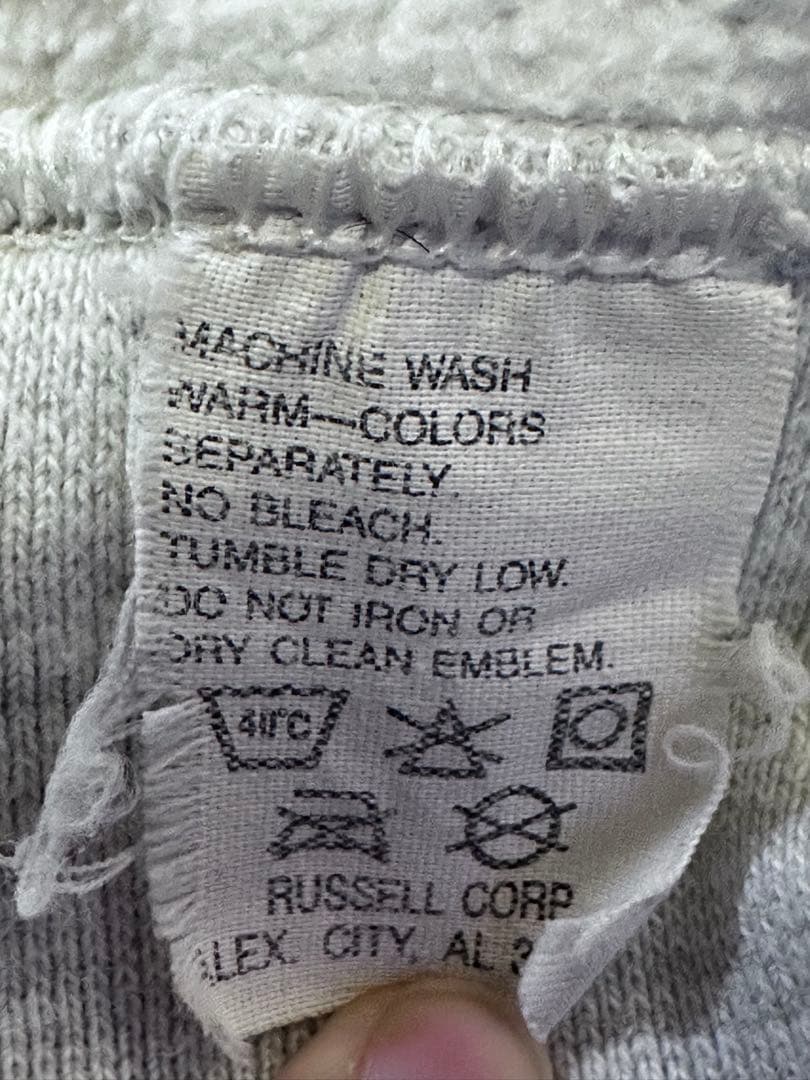 MACHINE WASH
WARM—COLORS
SEPARATELY.
NO BLEACH.
TUMBLE DRY LOW.
DO NOT IRON OR
DRY CLEAN EMBLEM.
40°C
RUSSELL CORP
ALEX. CITY, AL 3